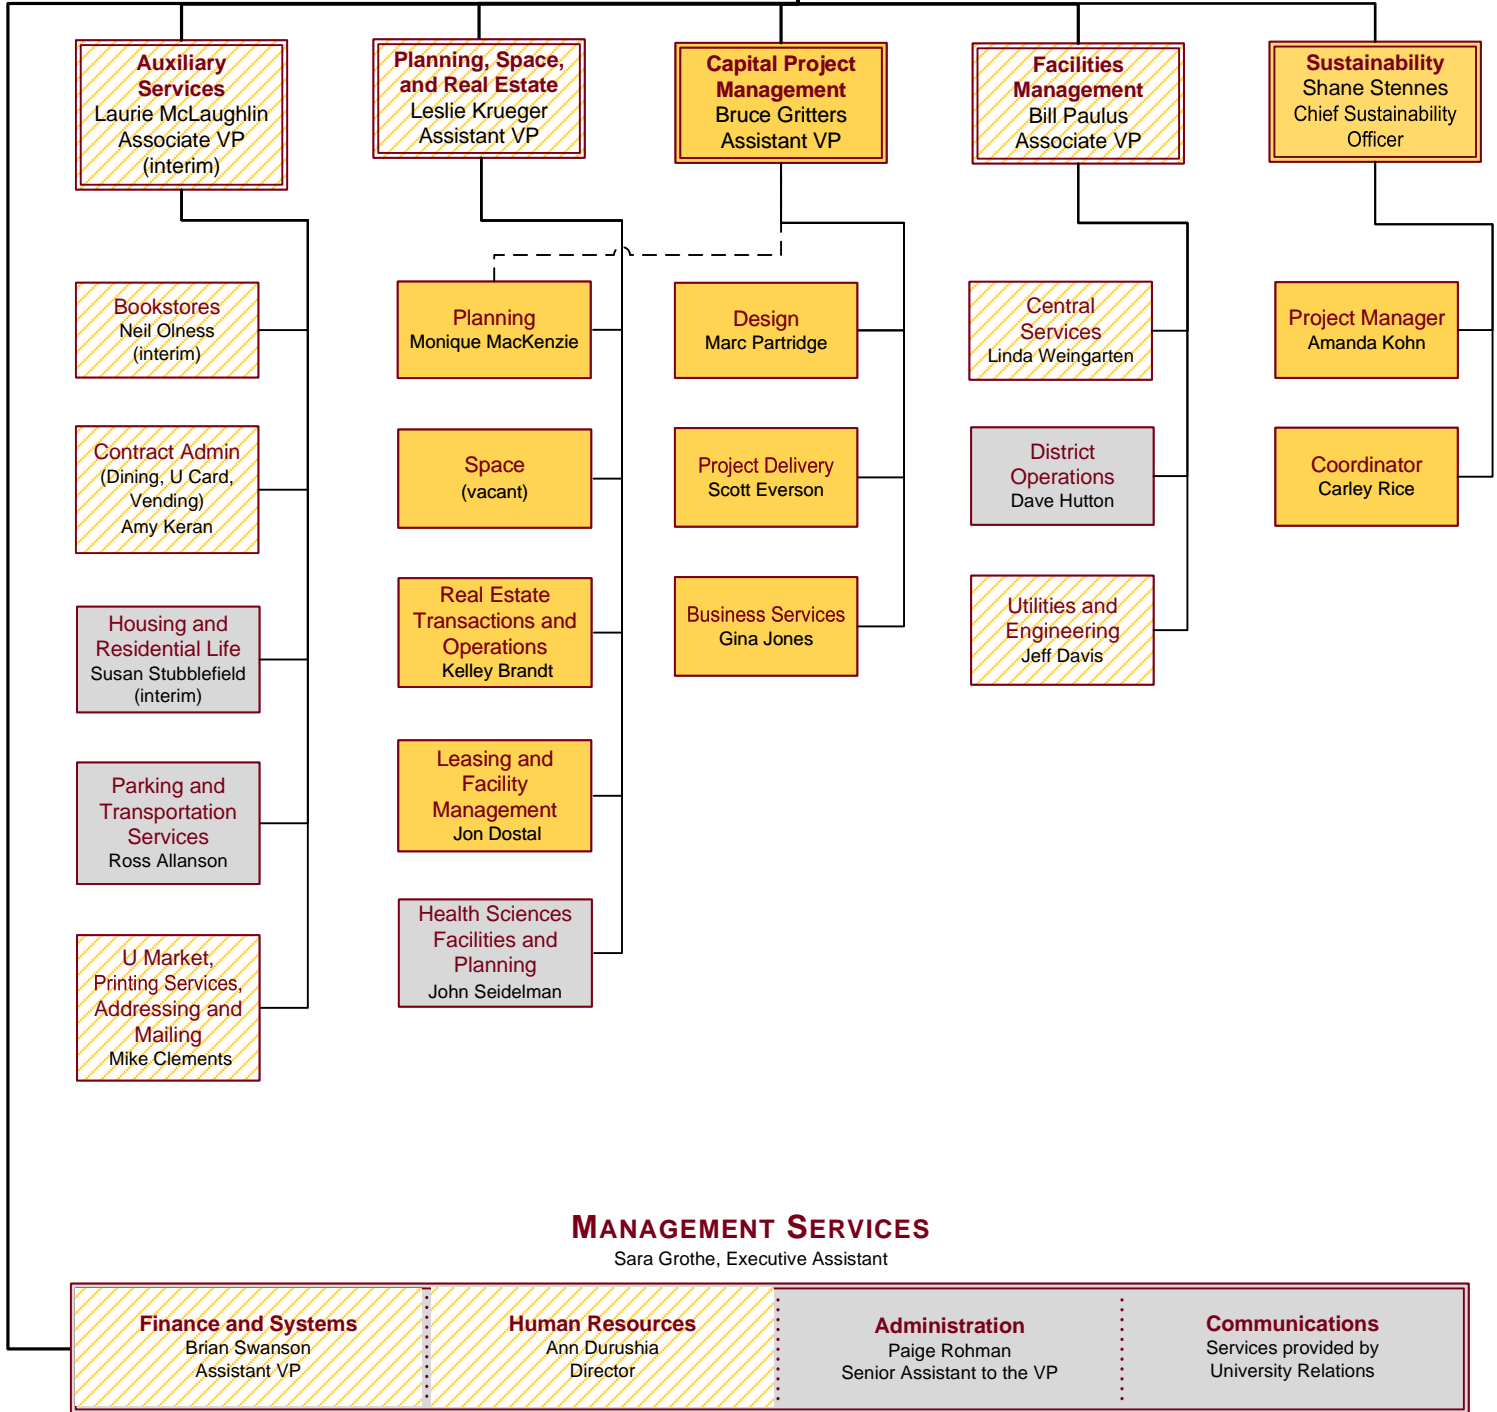 Auxiliary
Services
Laurie McLaughlin
Associate VP
(interim)
Planning, Space,
and Real Estate
Leslie Krueger
Assistant VP
Capital Project
Management
Bruce Gritters
Assistant VP
Facilities
Management
Bill Paulus
Associate VP
Sustainability
Shane Stennes
Chief Sustainability
Officer
Bookstores
Neil Olness
(interim)
Contract Admin
(Dining, U Card,
Vending)
Amy Keran
Housing and
Residential Life
Susan Stubblefield
(interim)
Parking and
Transportation
Services
Ross Allanson
U Market,
Printing Services,
Addressing and
Mailing
Mike Clements
Planning
Monique MacKenzie
Space
(vacant)
Real Estate
Transactions and
Operations
Kelley Brandt
Leasing and
Facility
Management
Jon Dostal
Health Sciences
Facilities and
Planning
John Seidelman
Design
Marc Partridge
Project Delivery
Scott Everson
Business Services
Gina Jones
Central
Services
Linda Weingarten
District
Operations
Dave Hutton
Utilities and
Engineering
Jeff Davis
Project Manager
Amanda Kohn
Coordinator
Carley Rice
MANAGEMENT SERVICES
Sara Grothe, Executive Assistant
Finance and Systems
Brian Swanson
Assistant VP
Human Resources
Ann Durushia
Director
Administration
Paige Rohman
Senior Assistant to the VP
Communications
Services provided by
University Relations